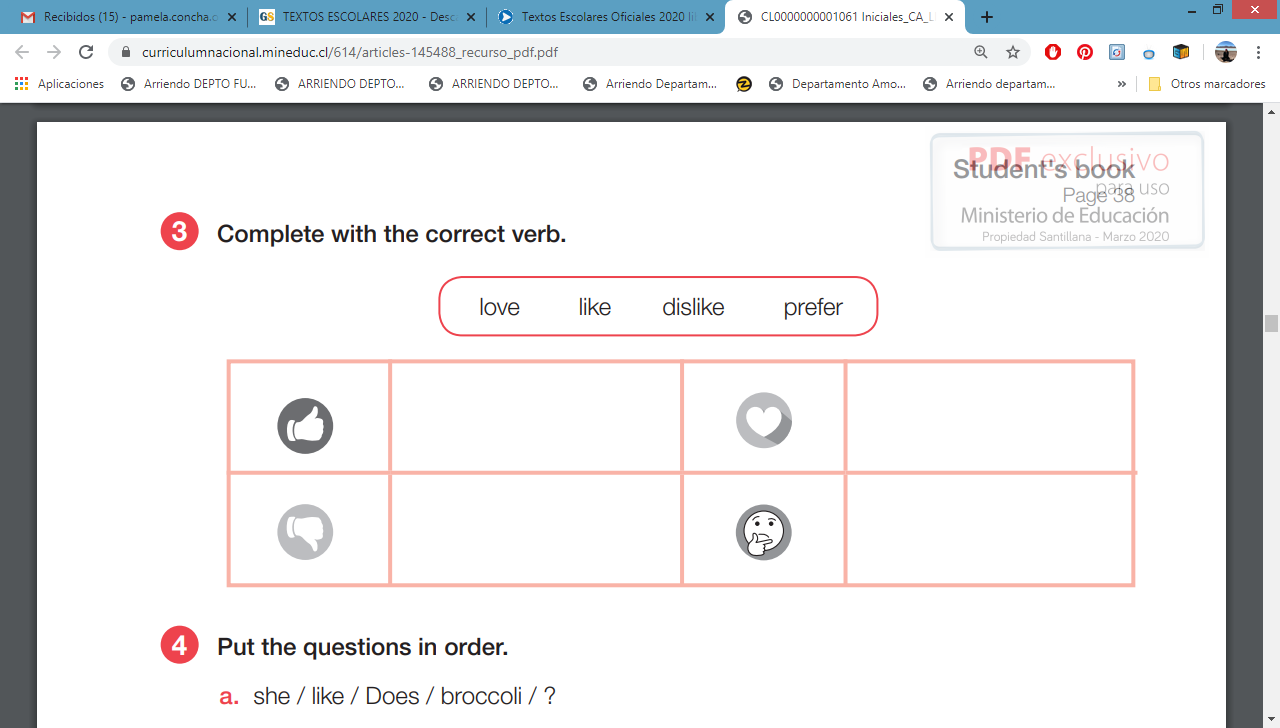 Recibidos (15) - pamela.concha.c
GS TEXTOS ESCOLARES 2020 - Desc
Textos Escolares Oficiales 2020 li
CL0000000001061 Iniciales_CA_L
curriculumnacional.mineduc.cl/614/articles-145488_recurso_pdf.pdf
Aplicaciones Arriendo DEPTO FU... ARRIENDO DEPTO... ARRIENDO DEPTO... Arriendo Departam... Departamento Amo... Arriendo departam... » Otros marcadores
PDF exclusivo
Student's book
para uso
Page 38
Ministerio de Educación
Propiedad Santillana - Marzo 2020
3 Complete with the correct verb.
love like dislike prefer
4 Put the questions in order.
a. she / like / Does / broccoli / ?